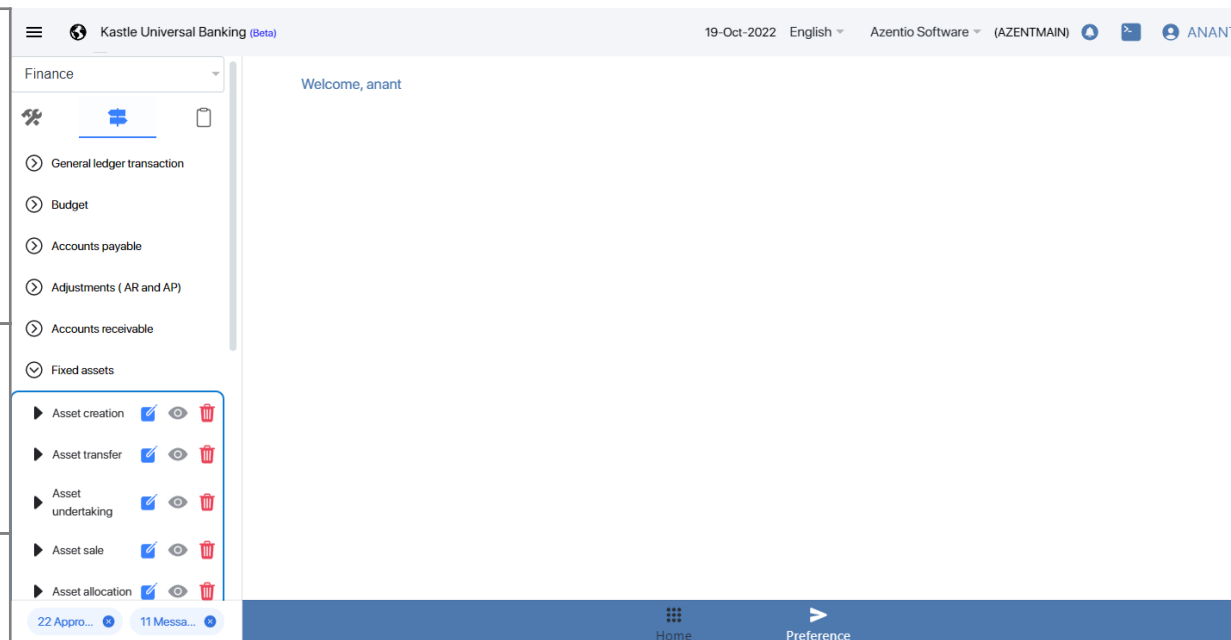 Kastle Universal Banking (Beta)
19-Oct-2022 English Azentio Software (AZENTMAIN) ANANT
Finance
Welcome, anant
General ledger transaction
Budget
Accounts payable
Adjustments ( AR and AP)
Accounts receivable
Fixed assets
Asset creation
Asset transfer
Asset
undertaking
Asset sale
Asset allocation
22 Appro... 11 Messa...
Home Preference